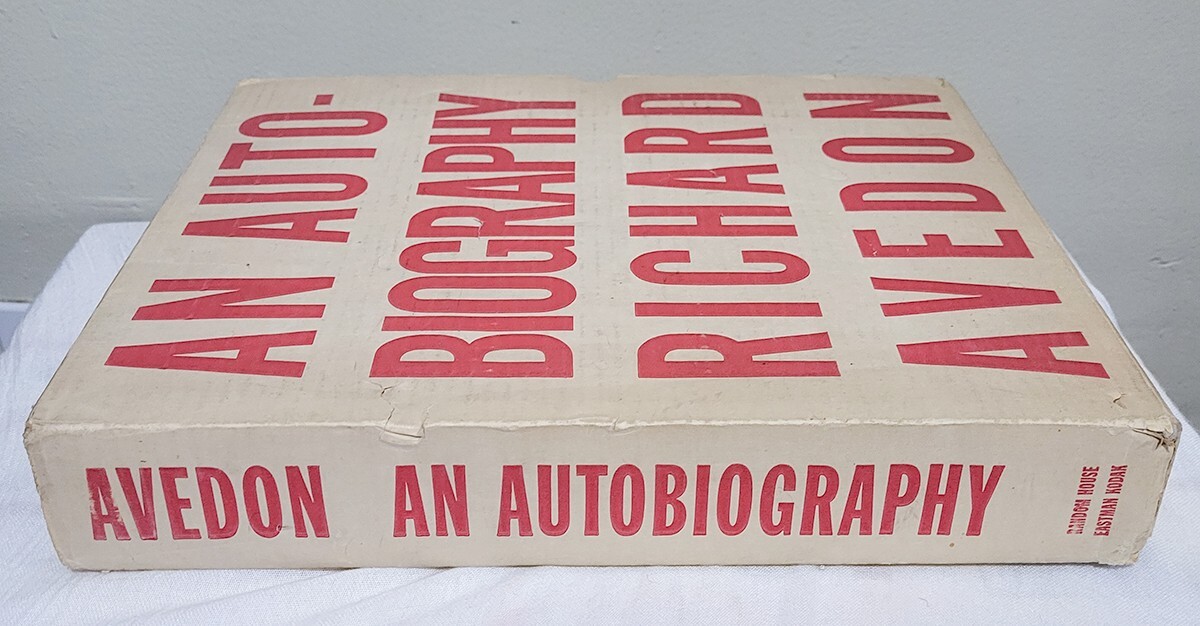 AN AUTO-
BIOGRAPHY
RICHARD
AVEDON
AVEDON AN AUTOBIOGRAPHY
RANDOM HOUSE
EASTMAN KODAK